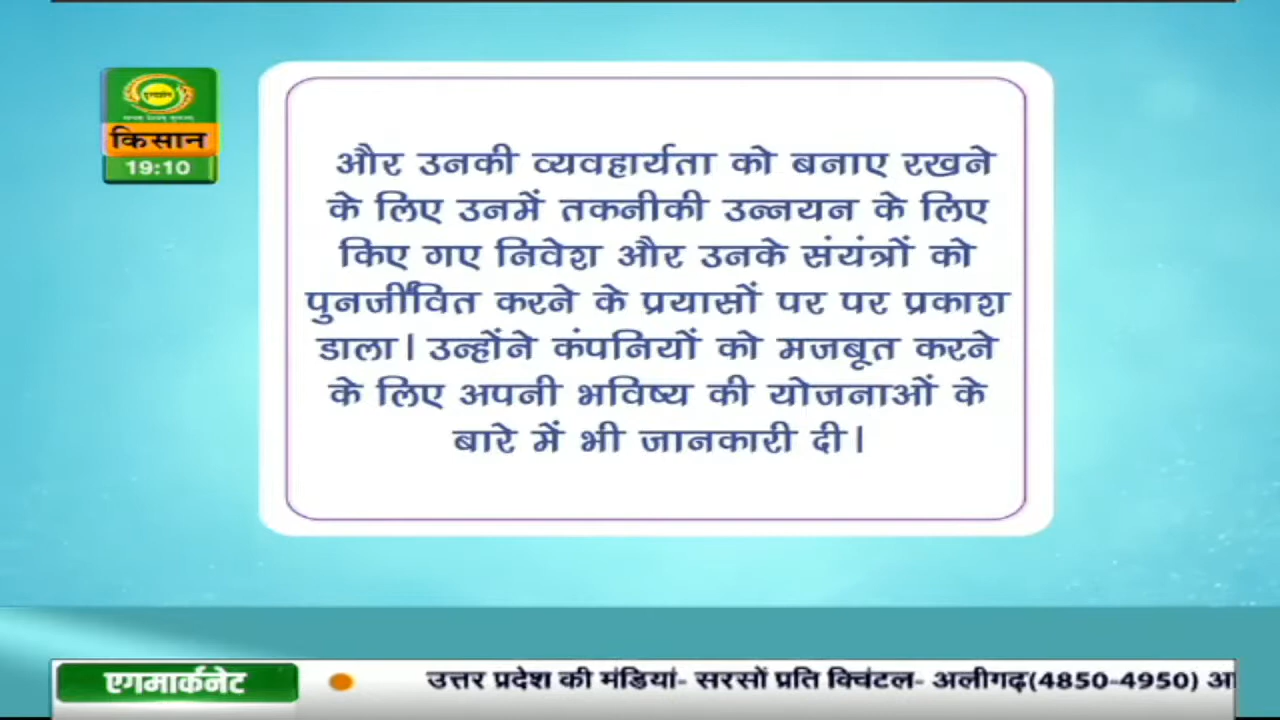 किसान
19:10
और उनकी व्यवहार्यता को बनाए रखने
के लिए उनमें तकनीकी उन्नयन के लिए
किए गए निवेश और उनके संयंत्रों को
पुनर्जीवित करने के प्रयासों पर पर प्रकाश
डाला। उन्होंने कंपनियों को मजबूत करने
के लिए अपनी भविष्य की योजनाओं के
बारे में भी जानकारी दी।
एगमार्कनेट
उत्तर प्रदेश की मंडियां- सरसों प्रति क्विंटल- अलीगढ़(4850-4950)